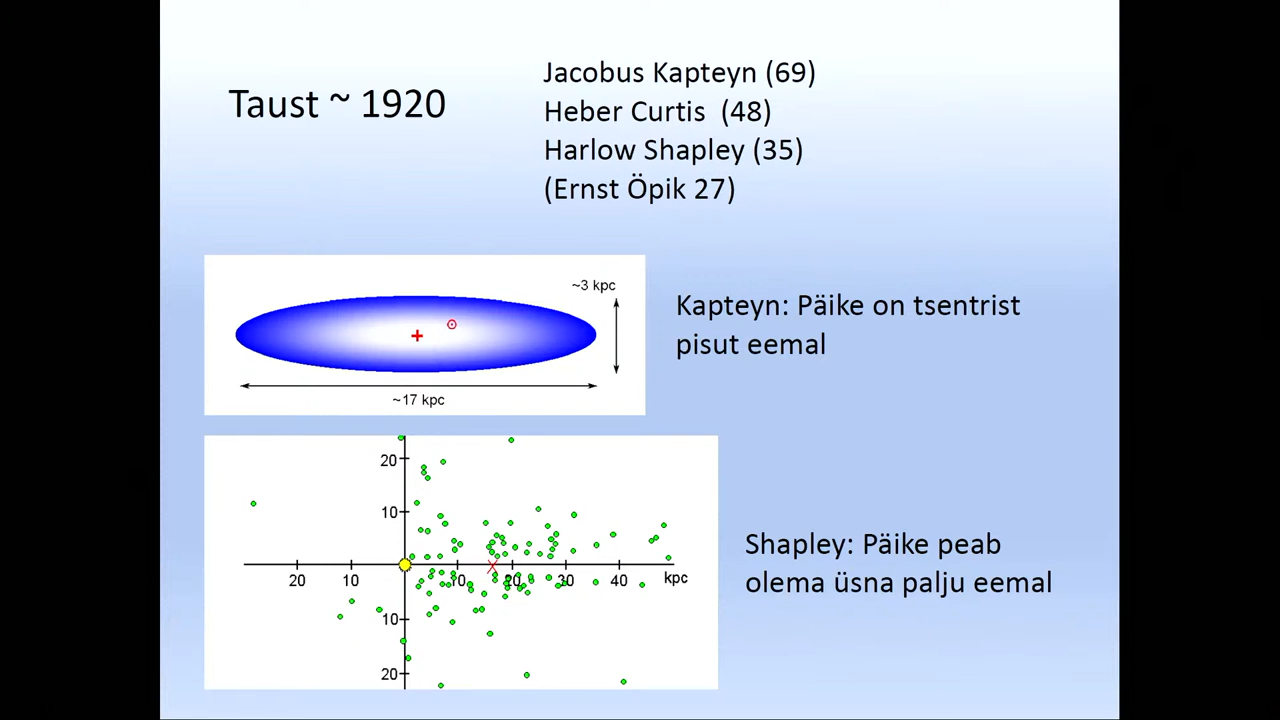 Taust ~ 1920
Jacobus Kapteyn (69)
Heber Curtis (48)
Harlow Shapley (35)
(Ernst Öpik 27)
~3 kpc
~17 kpc
Kapteyn: Päike on tsentrist
pisut eemal
20
10
20 10 10 20 30 40 kpc
10
20
Shapley: Päike peab
olema üsna palju eemal